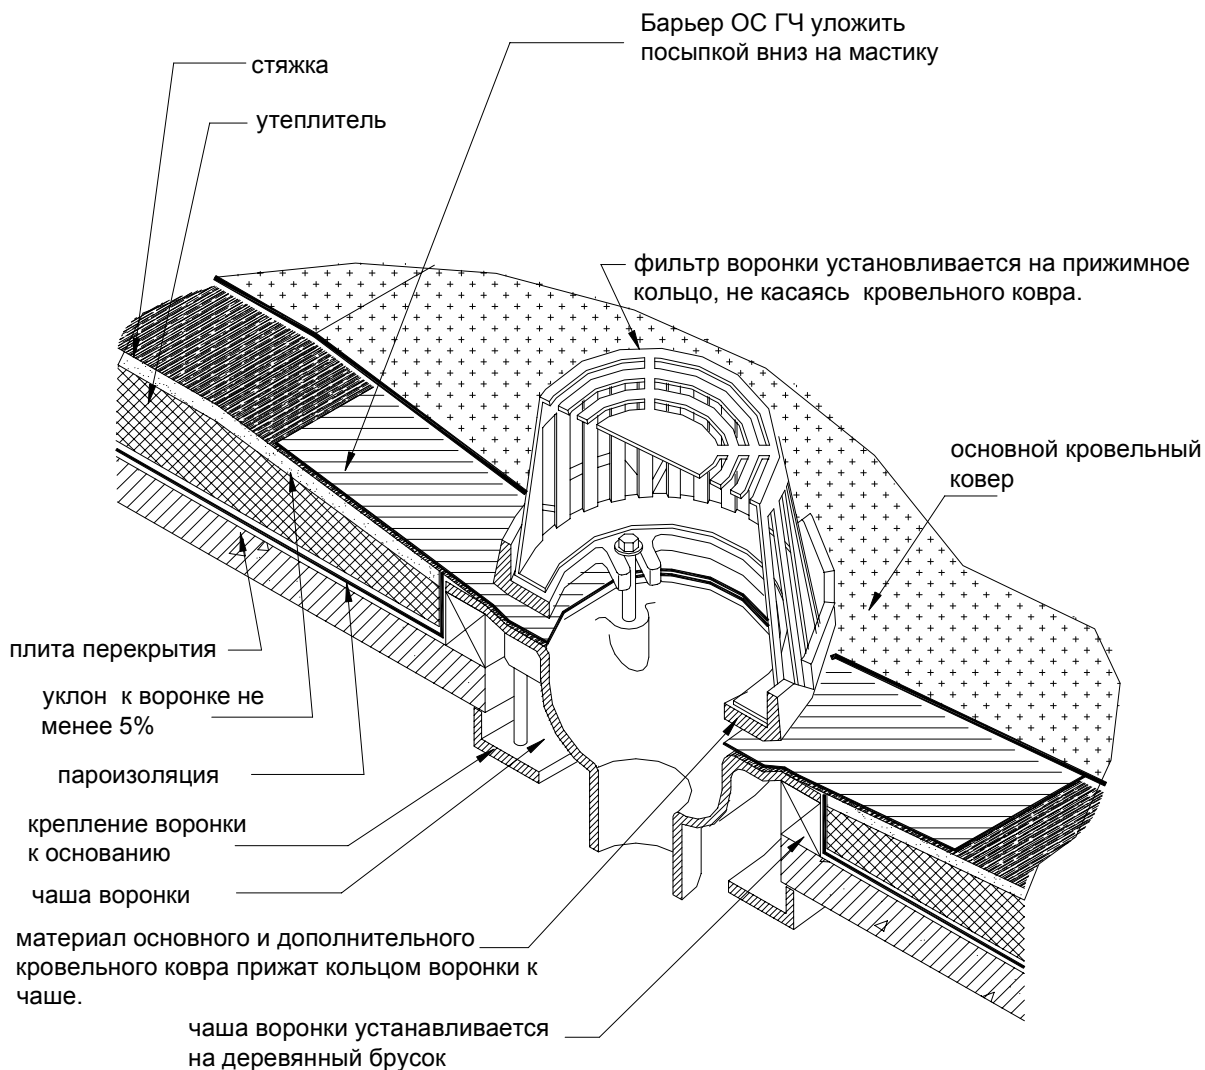 Барьер ОС ГЧ уложить
посыпкой вниз на мастику
стяжка
утеплитель
фильтр воронки установливается на прижимное
кольцо, не касаясь кровельного ковра.
основной кровельный
ковер
плита перекрытия
уклон к воронке не
менее 5%
пароизоляция
крепление воронки
к основанию
чаша воронки
материал основного и дополнительного
кровельного ковра прижат кольцом воронки к
чаше.
чаша воронки устанавливается
на деревянный брусок